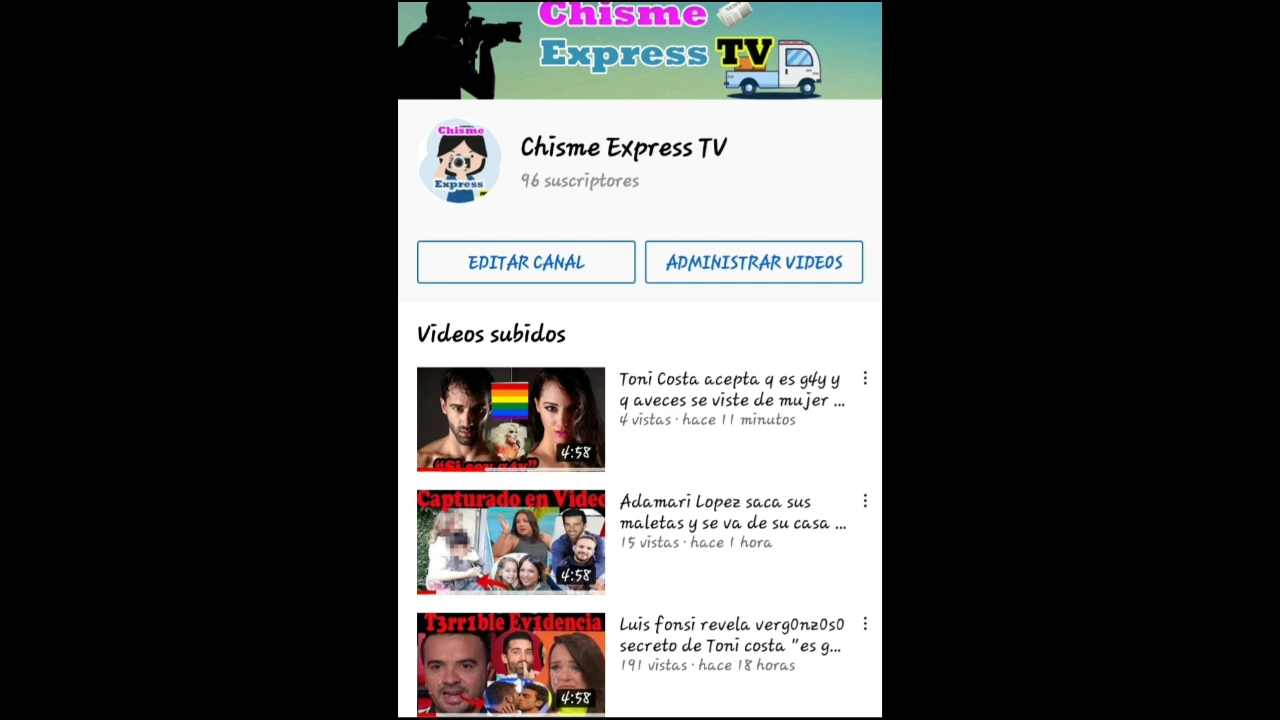 Chisme
Express TV
Chisme
Express
Chisme Express TV
96 suscriptores
EDITAR CANAL
ADMINISTRAR VIDEOS
Videos subidos
"Si soy g4y"
4:58
Toni Costa acepta q es g4y y
q aveces se viste de mujer ...
4 vistas · hace 11 minutos
Capturado en Video
4:58
Adamari Lopez saca sus
maletas y se va de su casa ...
15 vistas · hace 1 hora
T3rr1ble Ev1dencia
4:58
Luis fonsi revela verg0nz0s0
secreto de Toni costa "es g...
191 vistas · hace 18 horas